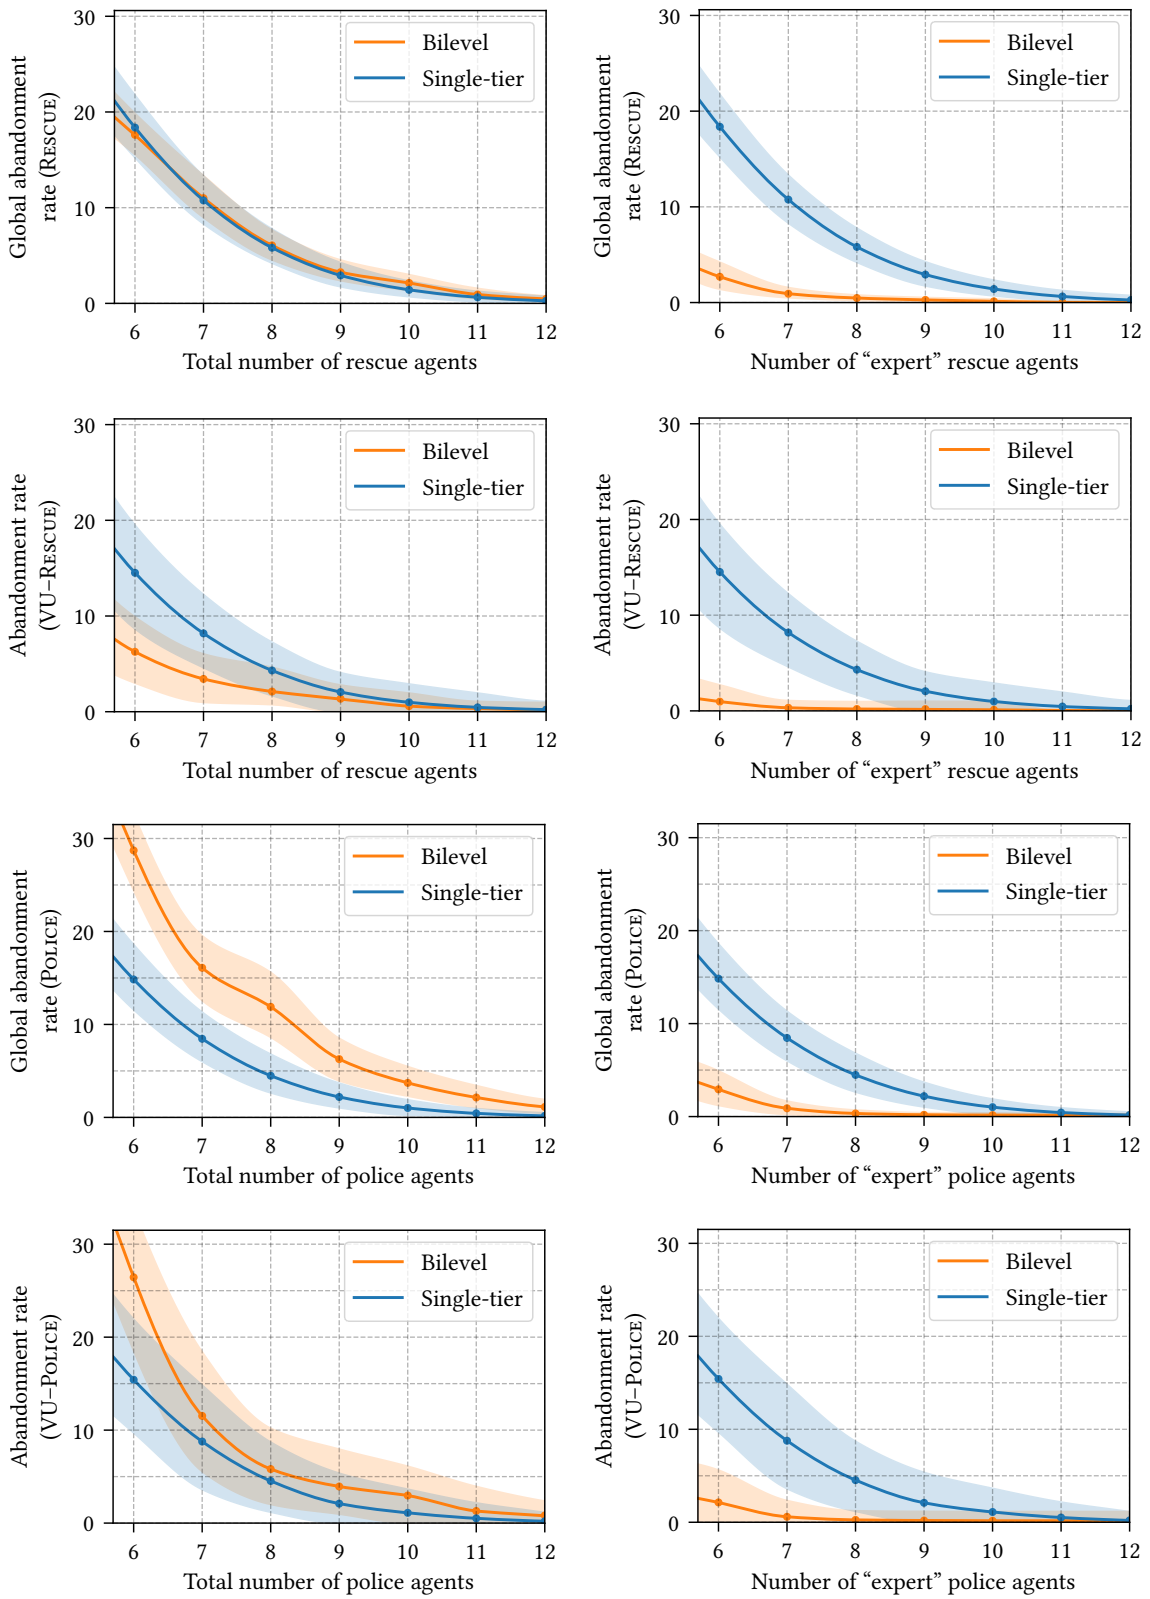 Global abandonment
rate (RESCUE)
30
20
10
0
Bilevel
Single-tier
6 7 8 9 10 11 12
Total number of rescue agents
Global abandonment
rate (RESCUE)
30
20
10
0
Bilevel
Single-tier
6 7 8 9 10 11 12
Number of “expert” rescue agents
Abandonment rate
(VU–RESCUE)
30
20
10
0
Bilevel
Single-tier
6 7 8 9 10 11 12
Total number of rescue agents
Abandonment rate
(VU–RESCUE)
30
20
10
0
Bilevel
Single-tier
6 7 8 9 10 11 12
Number of “expert” rescue agents
Global abandonment
rate (POLICE)
30
20
10
0
Bilevel
Single-tier
6 7 8 9 10 11 12
Total number of police agents
Global abandonment
rate (POLICE)
30
20
10
0
Bilevel
Single-tier
6 7 8 9 10 11 12
Number of “expert” police agents
Abandonment rate
(VU–POLICE)
30
20
10
0
Bilevel
Single-tier
6 7 8 9 10 11 12
Total number of police agents
Abandonment rate
(VU–POLICE)
30
20
10
0
Bilevel
Single-tier
6 7 8 9 10 11 12
Number of “expert” police agents